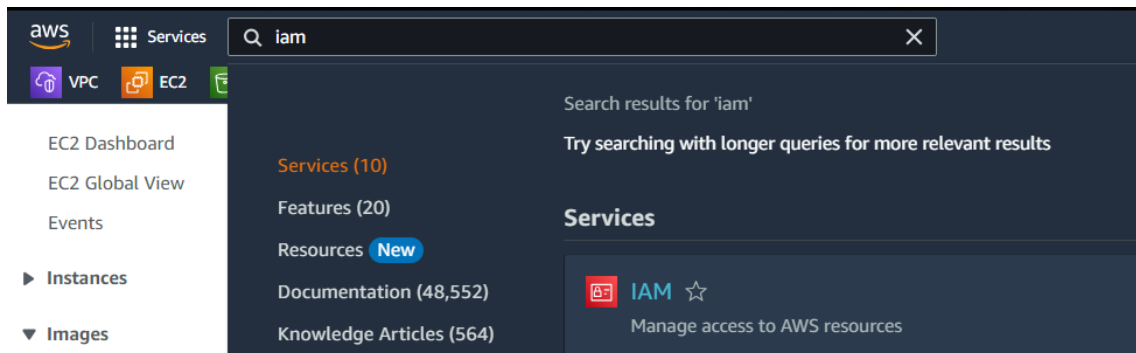 aws
Services
iam
VPC
EC2
EC2 Dashboard
EC2 Global View
Events
Instances
Images
Services (10)
Features (20)
Resources New
Documentation (48,552)
Knowledge Articles (564)
Search results for 'iam'
Try searching with longer queries for more relevant results
Services
IAM
Manage access to AWS resources